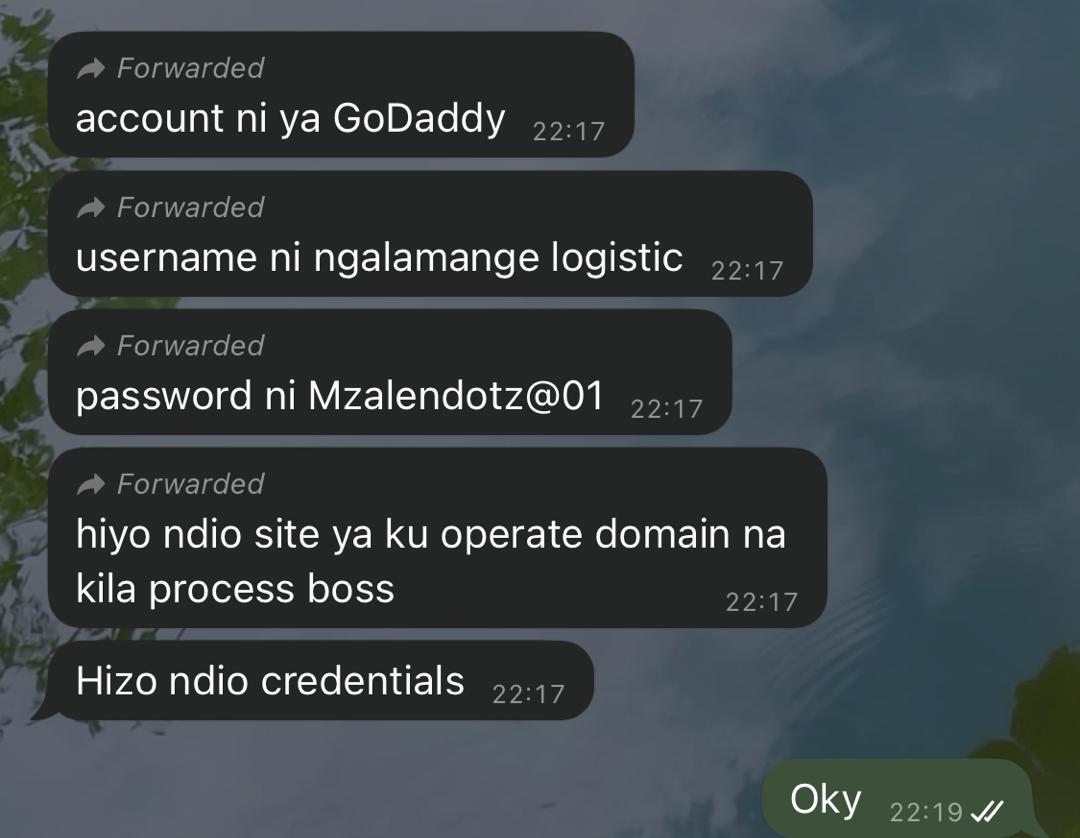 Forwarded
account ni ya GoDaddy 22:17
Forwarded
username ni ngalamange logistic 22:17
Forwarded
password ni Mzalendotz@01 22:17
Forwarded
hiyo ndio site ya ku operate domain na
kila process boss 22:17
Hizo ndio credentials 22:17
Oky 22:19